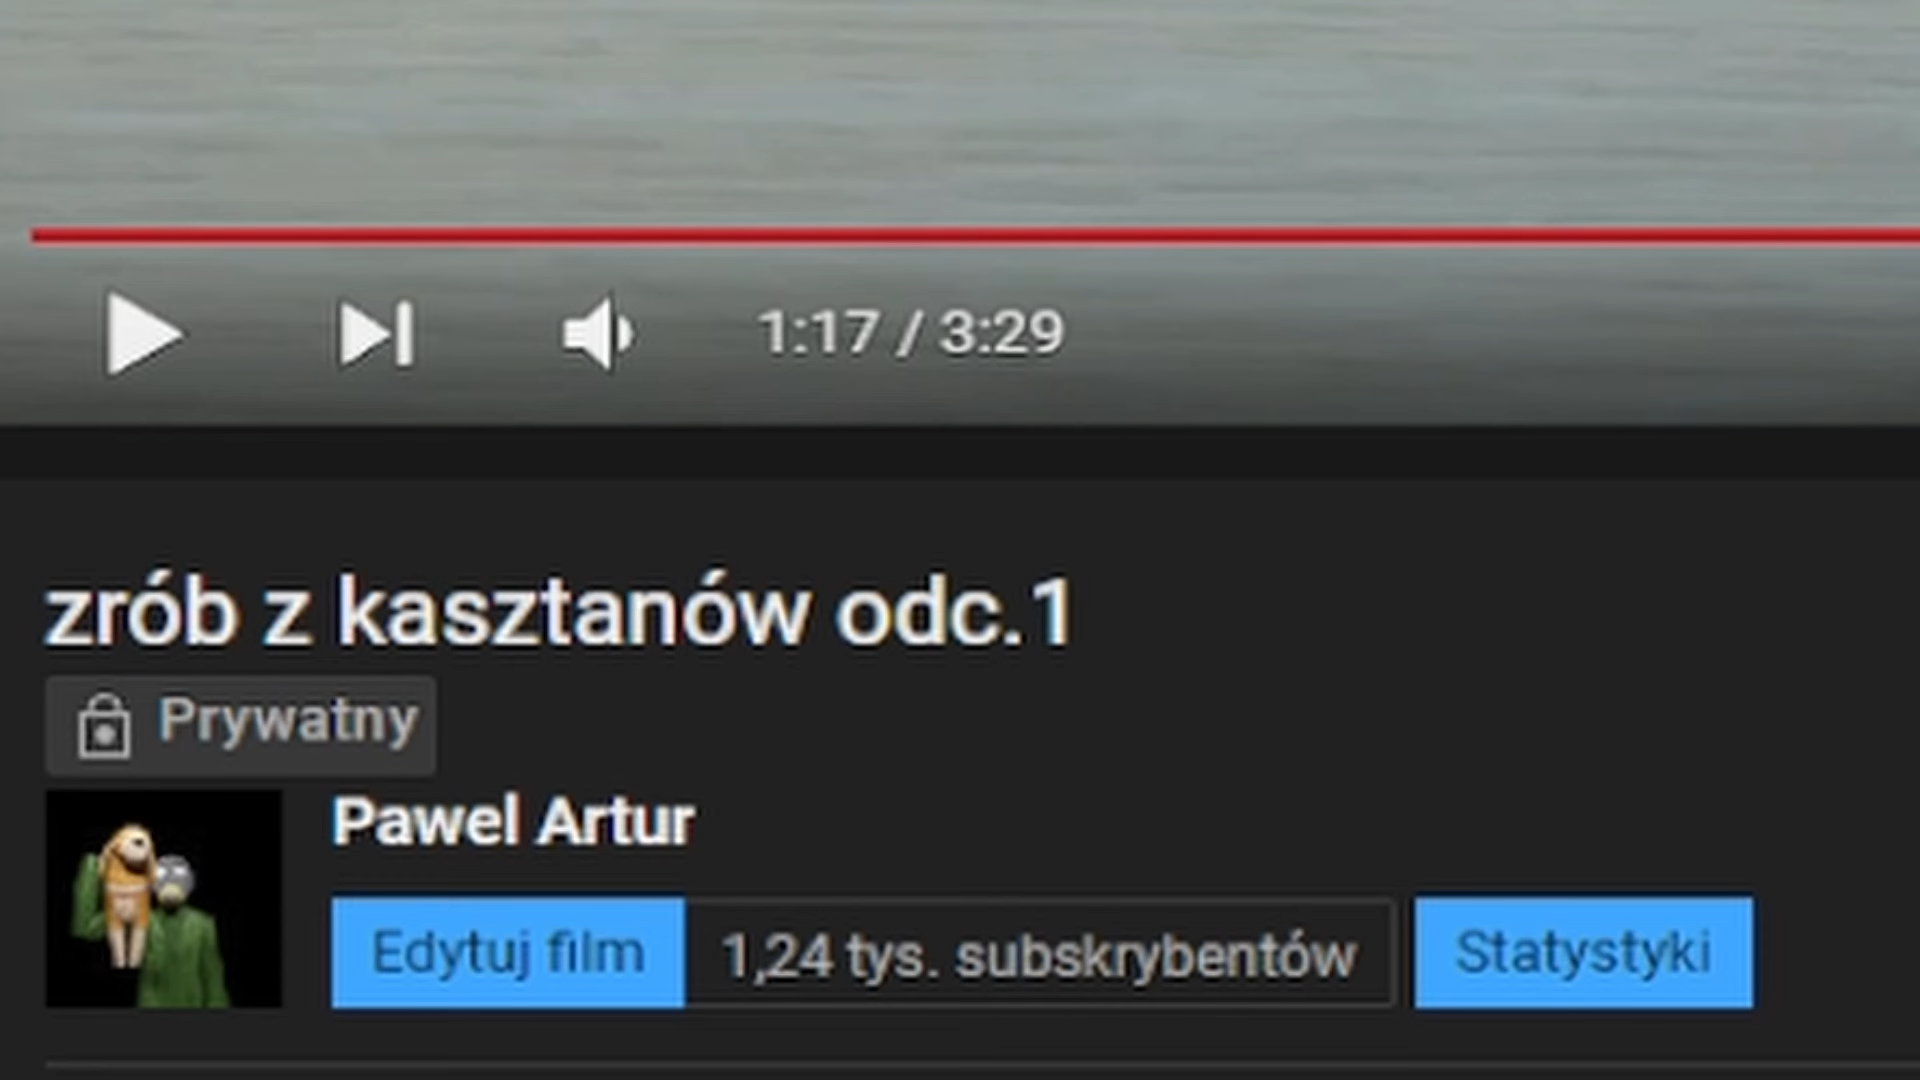 1:17 / 3:29
zrób z kasztanów odc.1
Prywatny
Pawel Artur
Edytuj film
1,24 tys. subskrybentów
Statystyki